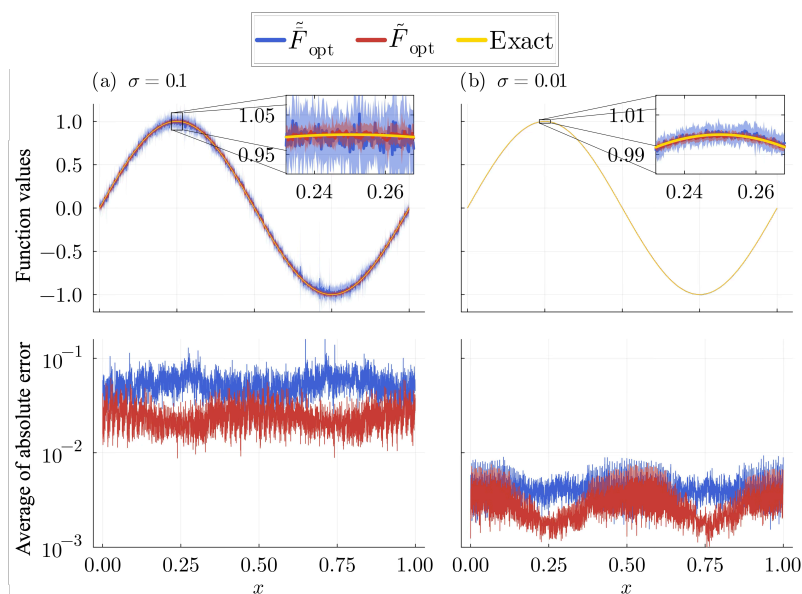 F̃̄opt F̃opt Exact
(a) σ = 0.1
(b) σ = 0.01
Function values
1.0
0.5
0.0
−0.5
−1.0
1.05
0.95
0.24 0.26
1.01
0.99
0.24 0.26
Average of absolute error
10−1
10−2
10−3
0.00 0.25 0.50 0.75 1.00
x
0.00 0.25 0.50 0.75 1.00
x